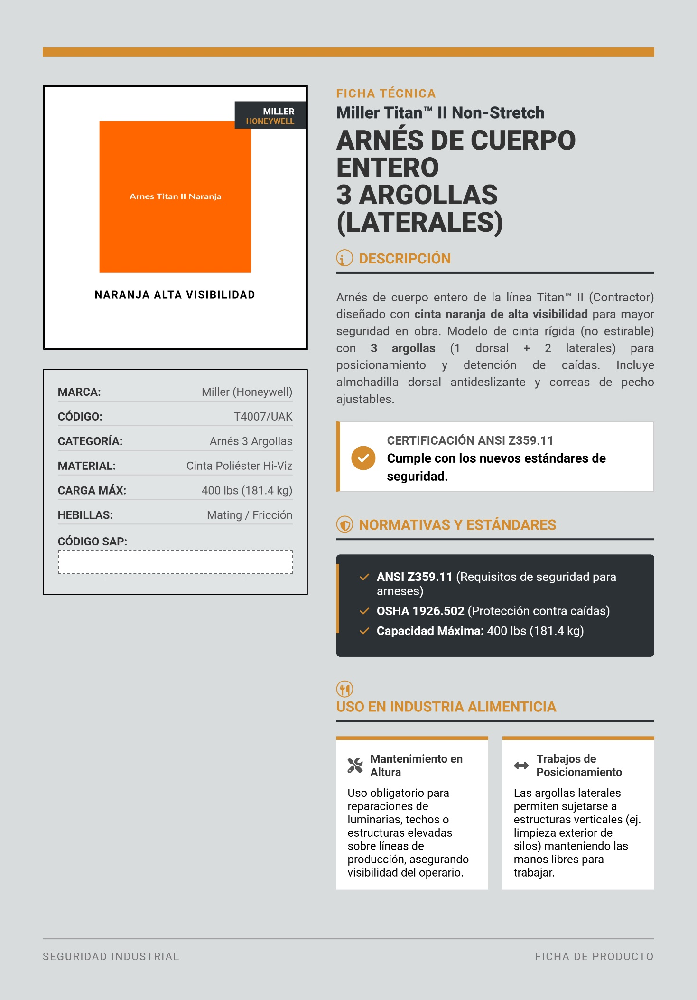 MILLER
HONEYWELL
Arnes Titan II Naranja
NARANJA ALTA VISIBILIDAD
MARCA: Miller (Honeywell)
CÓDIGO: T4007/UAK
CATEGORÍA: Arnés 3 Argollas
MATERIAL: Cinta Poliéster Hi-Viz
CARGA MÁX: 400 lbs (181.4 kg)
HEBILLAS: Mating / Fricción
CÓDIGO SAP:
FICHA TÉCNICA
Miller Titan™ II Non-Stretch
ARNÉS DE CUERPO
ENTERO
3 ARGOLLAS
(LATERALES)
DESCRIPCIÓN
Arnés de cuerpo entero de la línea Titan™ II (Contractor)
diseñado con cinta naranja de alta visibilidad para mayor
seguridad en obra. Modelo de cinta rígida (no estirable)
con 3 argollas (1 dorsal + 2 laterales) para
posicionamiento y detención de caídas. Incluye
almohadilla dorsal antideslizante y correas de pecho
ajustables.
CERTIFICACIÓN ANSI Z359.11
Cumple con los nuevos estándares de
seguridad.
NORMATIVAS Y ESTÁNDARES
ANSI Z359.11 (Requisitos de seguridad para
arneses)
OSHA 1926.502 (Protección contra caídas)
Capacidad Máxima: 400 lbs (181.4 kg)
USO EN INDUSTRIA ALIMENTICIA
Mantenimiento en
Altura
Uso obligatorio para
reparaciones de
luminarias, techos o
estructuras elevadas
sobre líneas de
producción, asegurando
visibilidad del operario.
Trabajos de
Posicionamiento
Las argollas laterales
permiten sujetarse a
estructuras verticales (ej.
limpieza exterior de
silos) manteniendo las
manos libres para
trabajar.
SEGURIDAD INDUSTRIAL
FICHA DE PRODUCTO